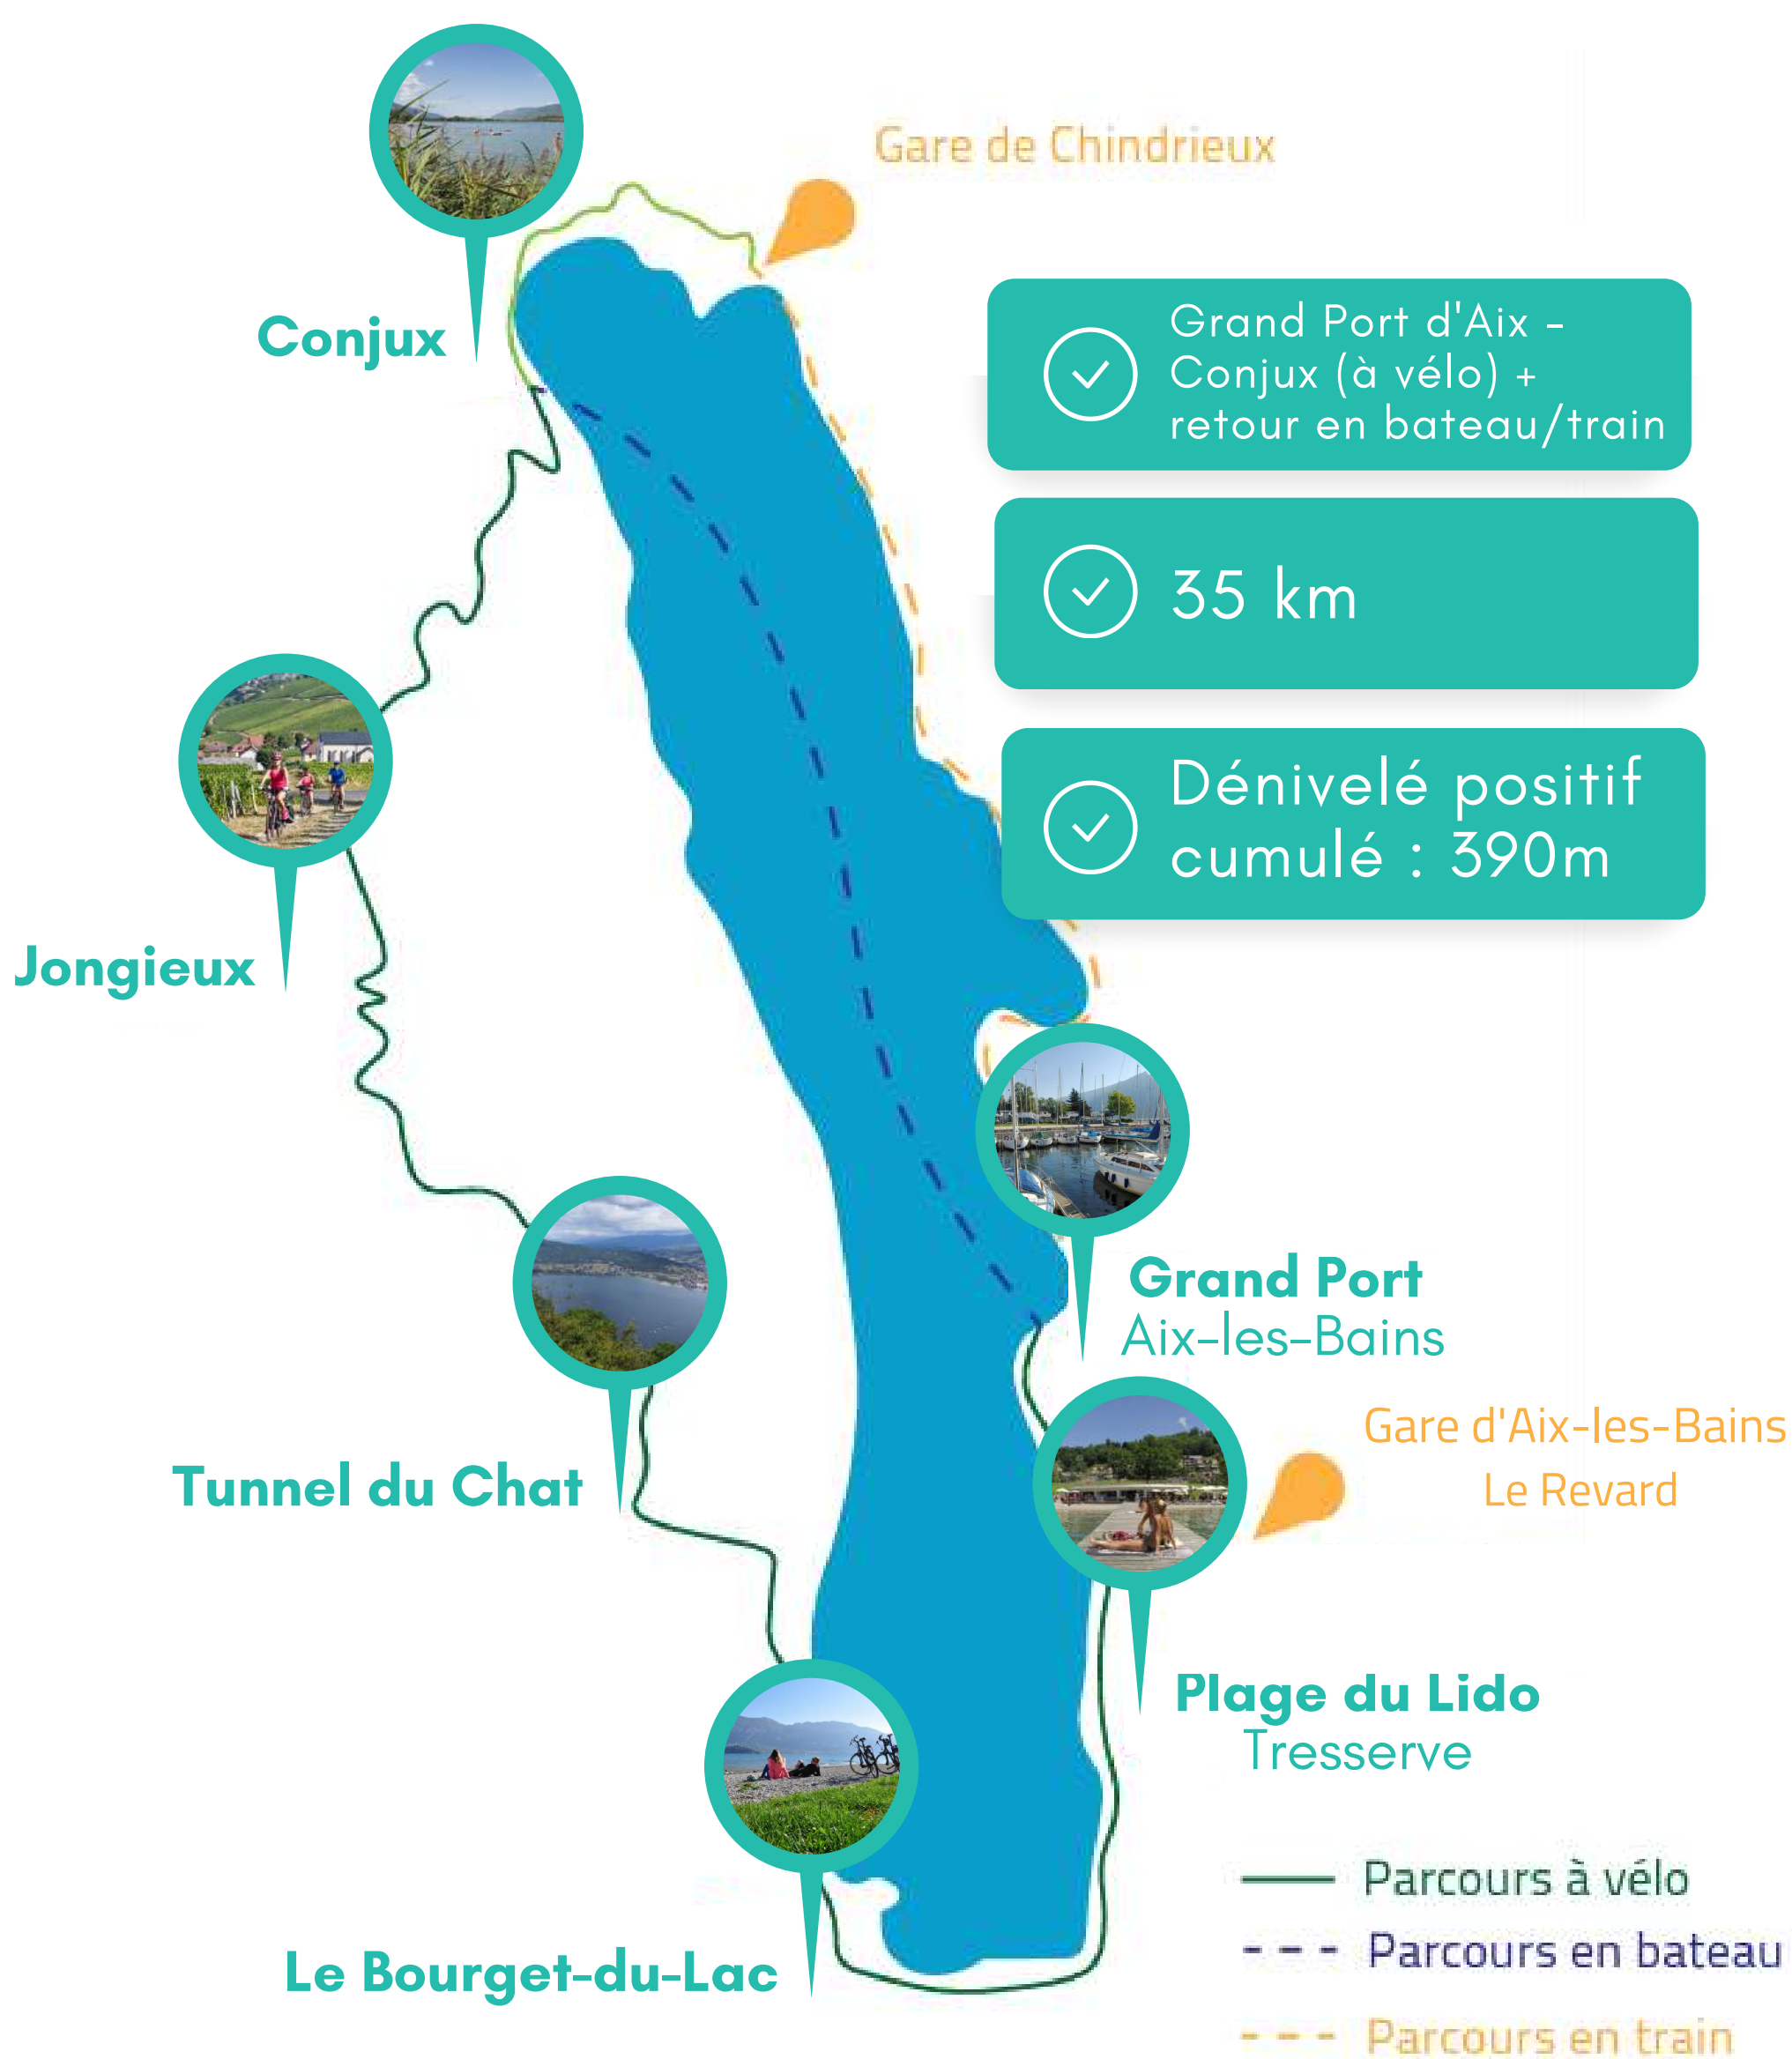 Gare de Chindrieux
Conjux
Grand Port d'Aix -
Conjux (à vélo) +
retour en bateau/train
35 km
Dénivelé positif
cumulé : 390m
Jongieux
Grand Port
Aix-les-Bains
Gare d'Aix-les-Bains
Le Revard
Tunnel du Chat
Plage du Lido
Tresserve
Le Bourget-du-Lac
Parcours à vélo
Parcours en bateau
Parcours en train